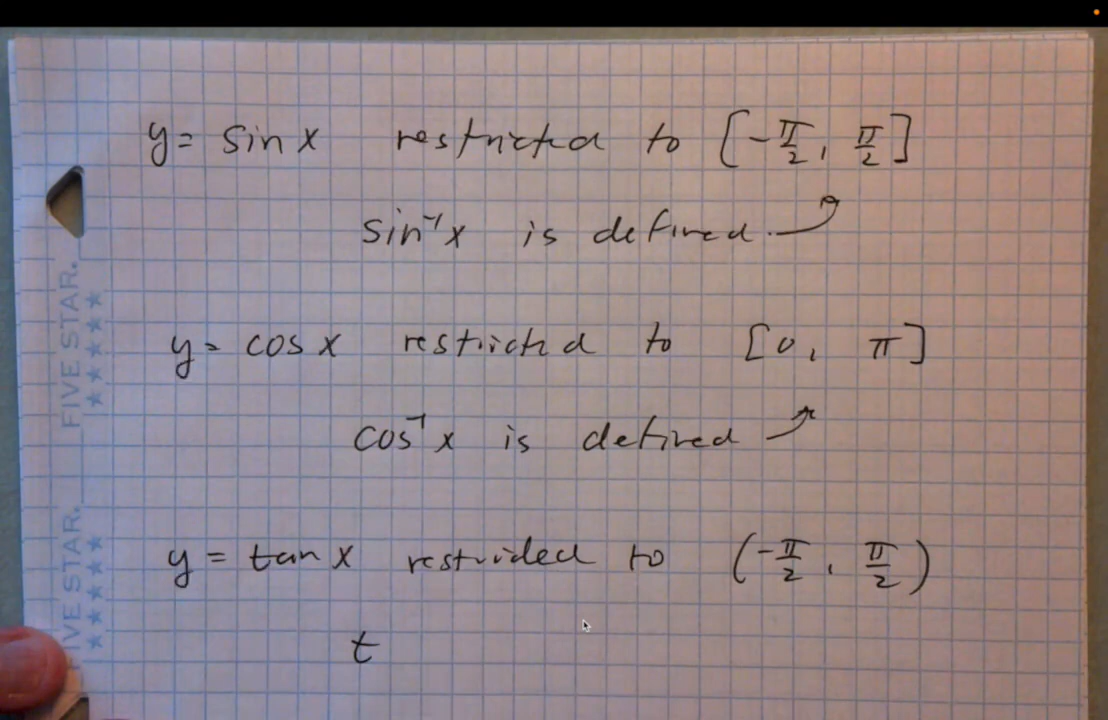 y = sin x restricted to [-π/2, π/2]
sin⁻¹x is defined.
y = cos x restricted to [0, π]
cos⁻¹x is defined
y = tan x restricted to (-π/2, π/2)
t
FIVE STAR.
IVE STAR.